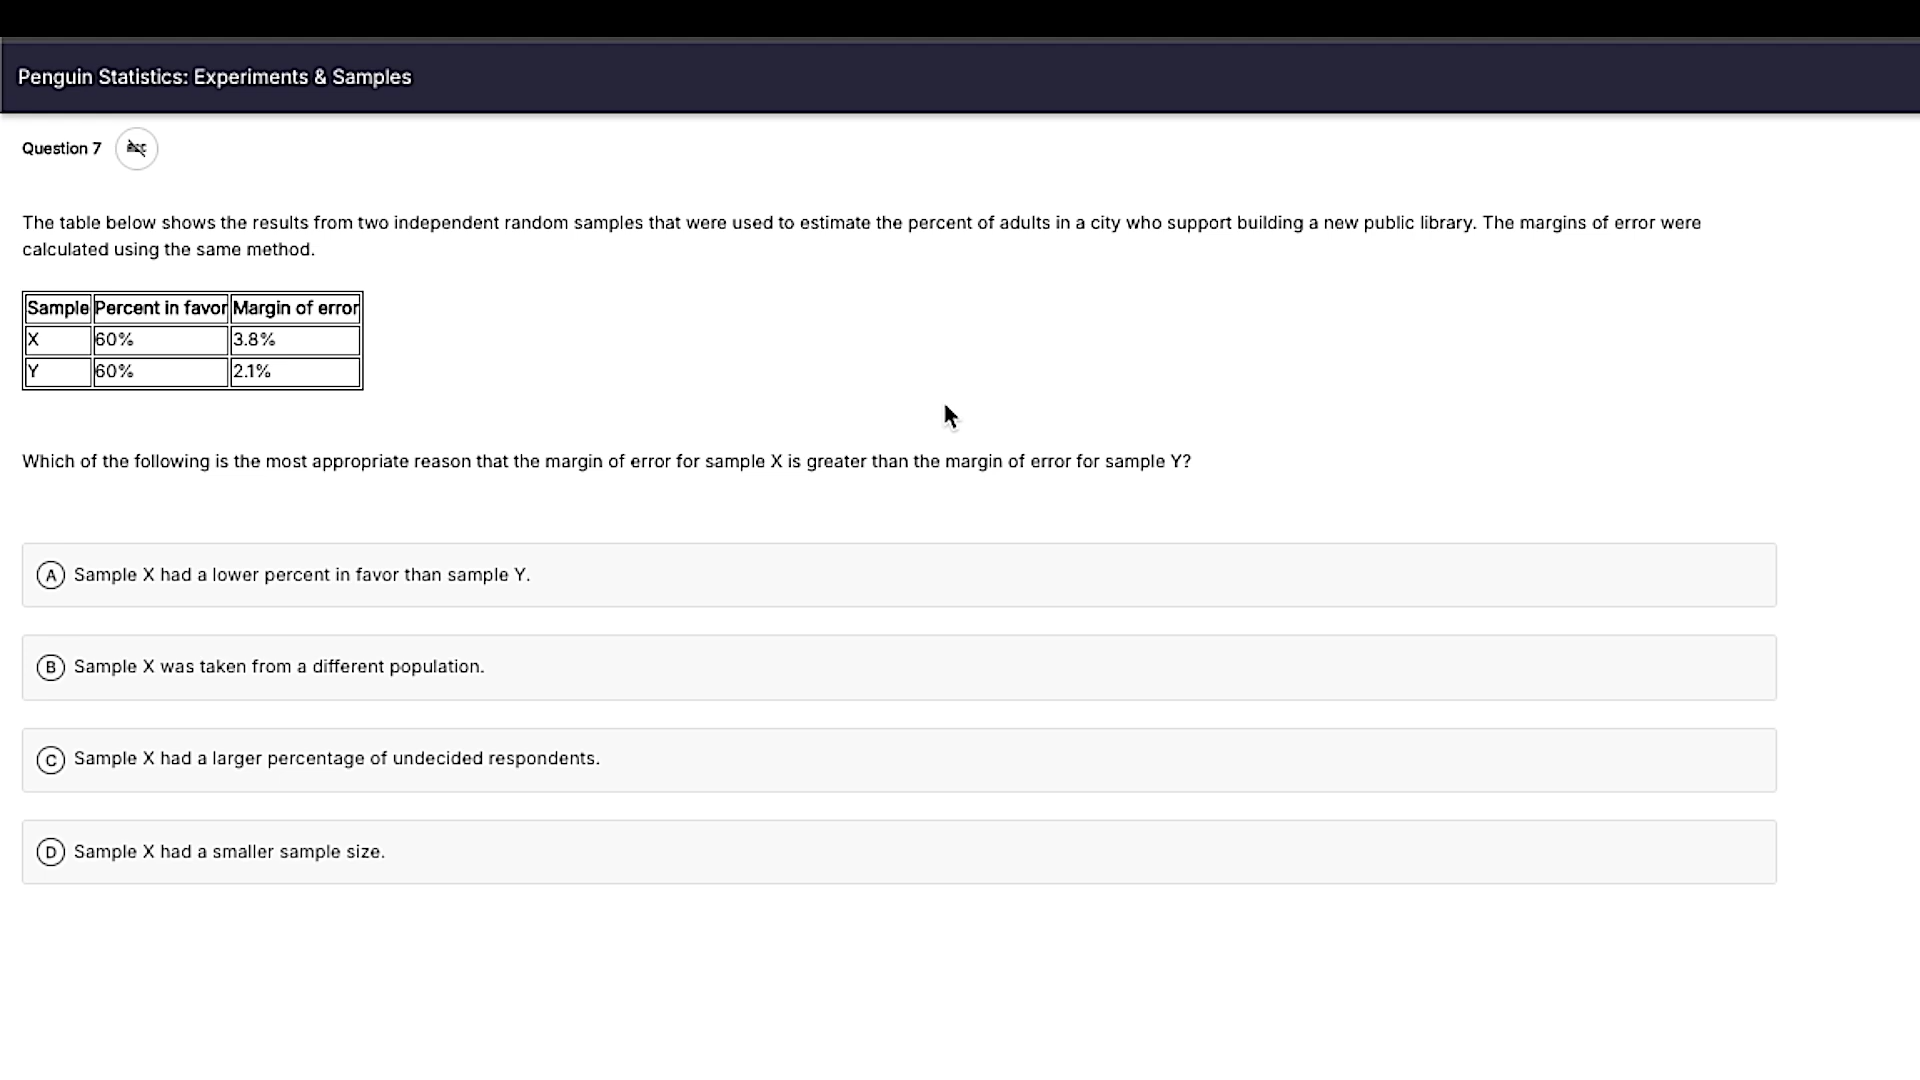 Penguin Statistics: Experiments & Samples
Question 7
The table below shows the results from two independent random samples that were used to estimate the percent of adults in a city who support building a new public library. The margins of error were
calculated using the same method.
Sample Percent in favor Margin of error
X 60% 3.8%
Y 60% 2.1%
Which of the following is the most appropriate reason that the margin of error for sample X is greater than the margin of error for sample Y?
A Sample X had a lower percent in favor than sample Y.
B Sample X was taken from a different population.
C Sample X had a larger percentage of undecided respondents.
D Sample X had a smaller sample size.